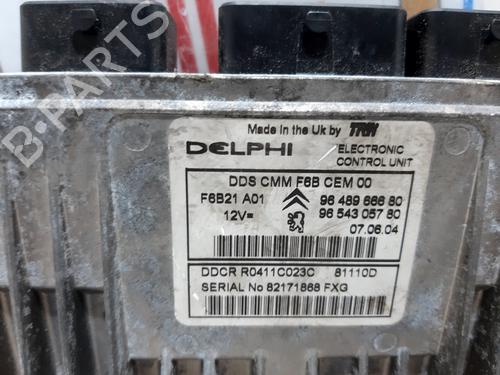 Made in the Uk by TRW
DELPHI
ELECTRONIC
CONTROL UNIT
DDS CMM F6B CEM 00
F6B21 A01
96 489 666 80
12V=
96 543 057 80
07.06.04
DDCR R0411C023C 81110D
SERIAL No 82171868 FXG
B-PARTS